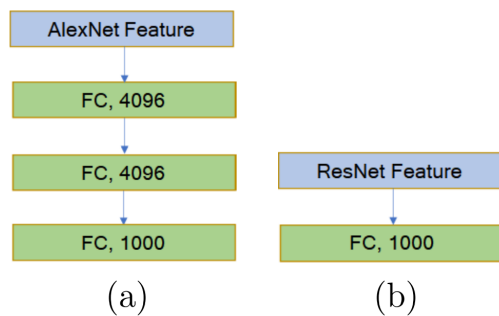 AlexNet Feature
FC, 4096
FC, 4096
FC, 1000
(a)
ResNet Feature
FC, 1000
(b)